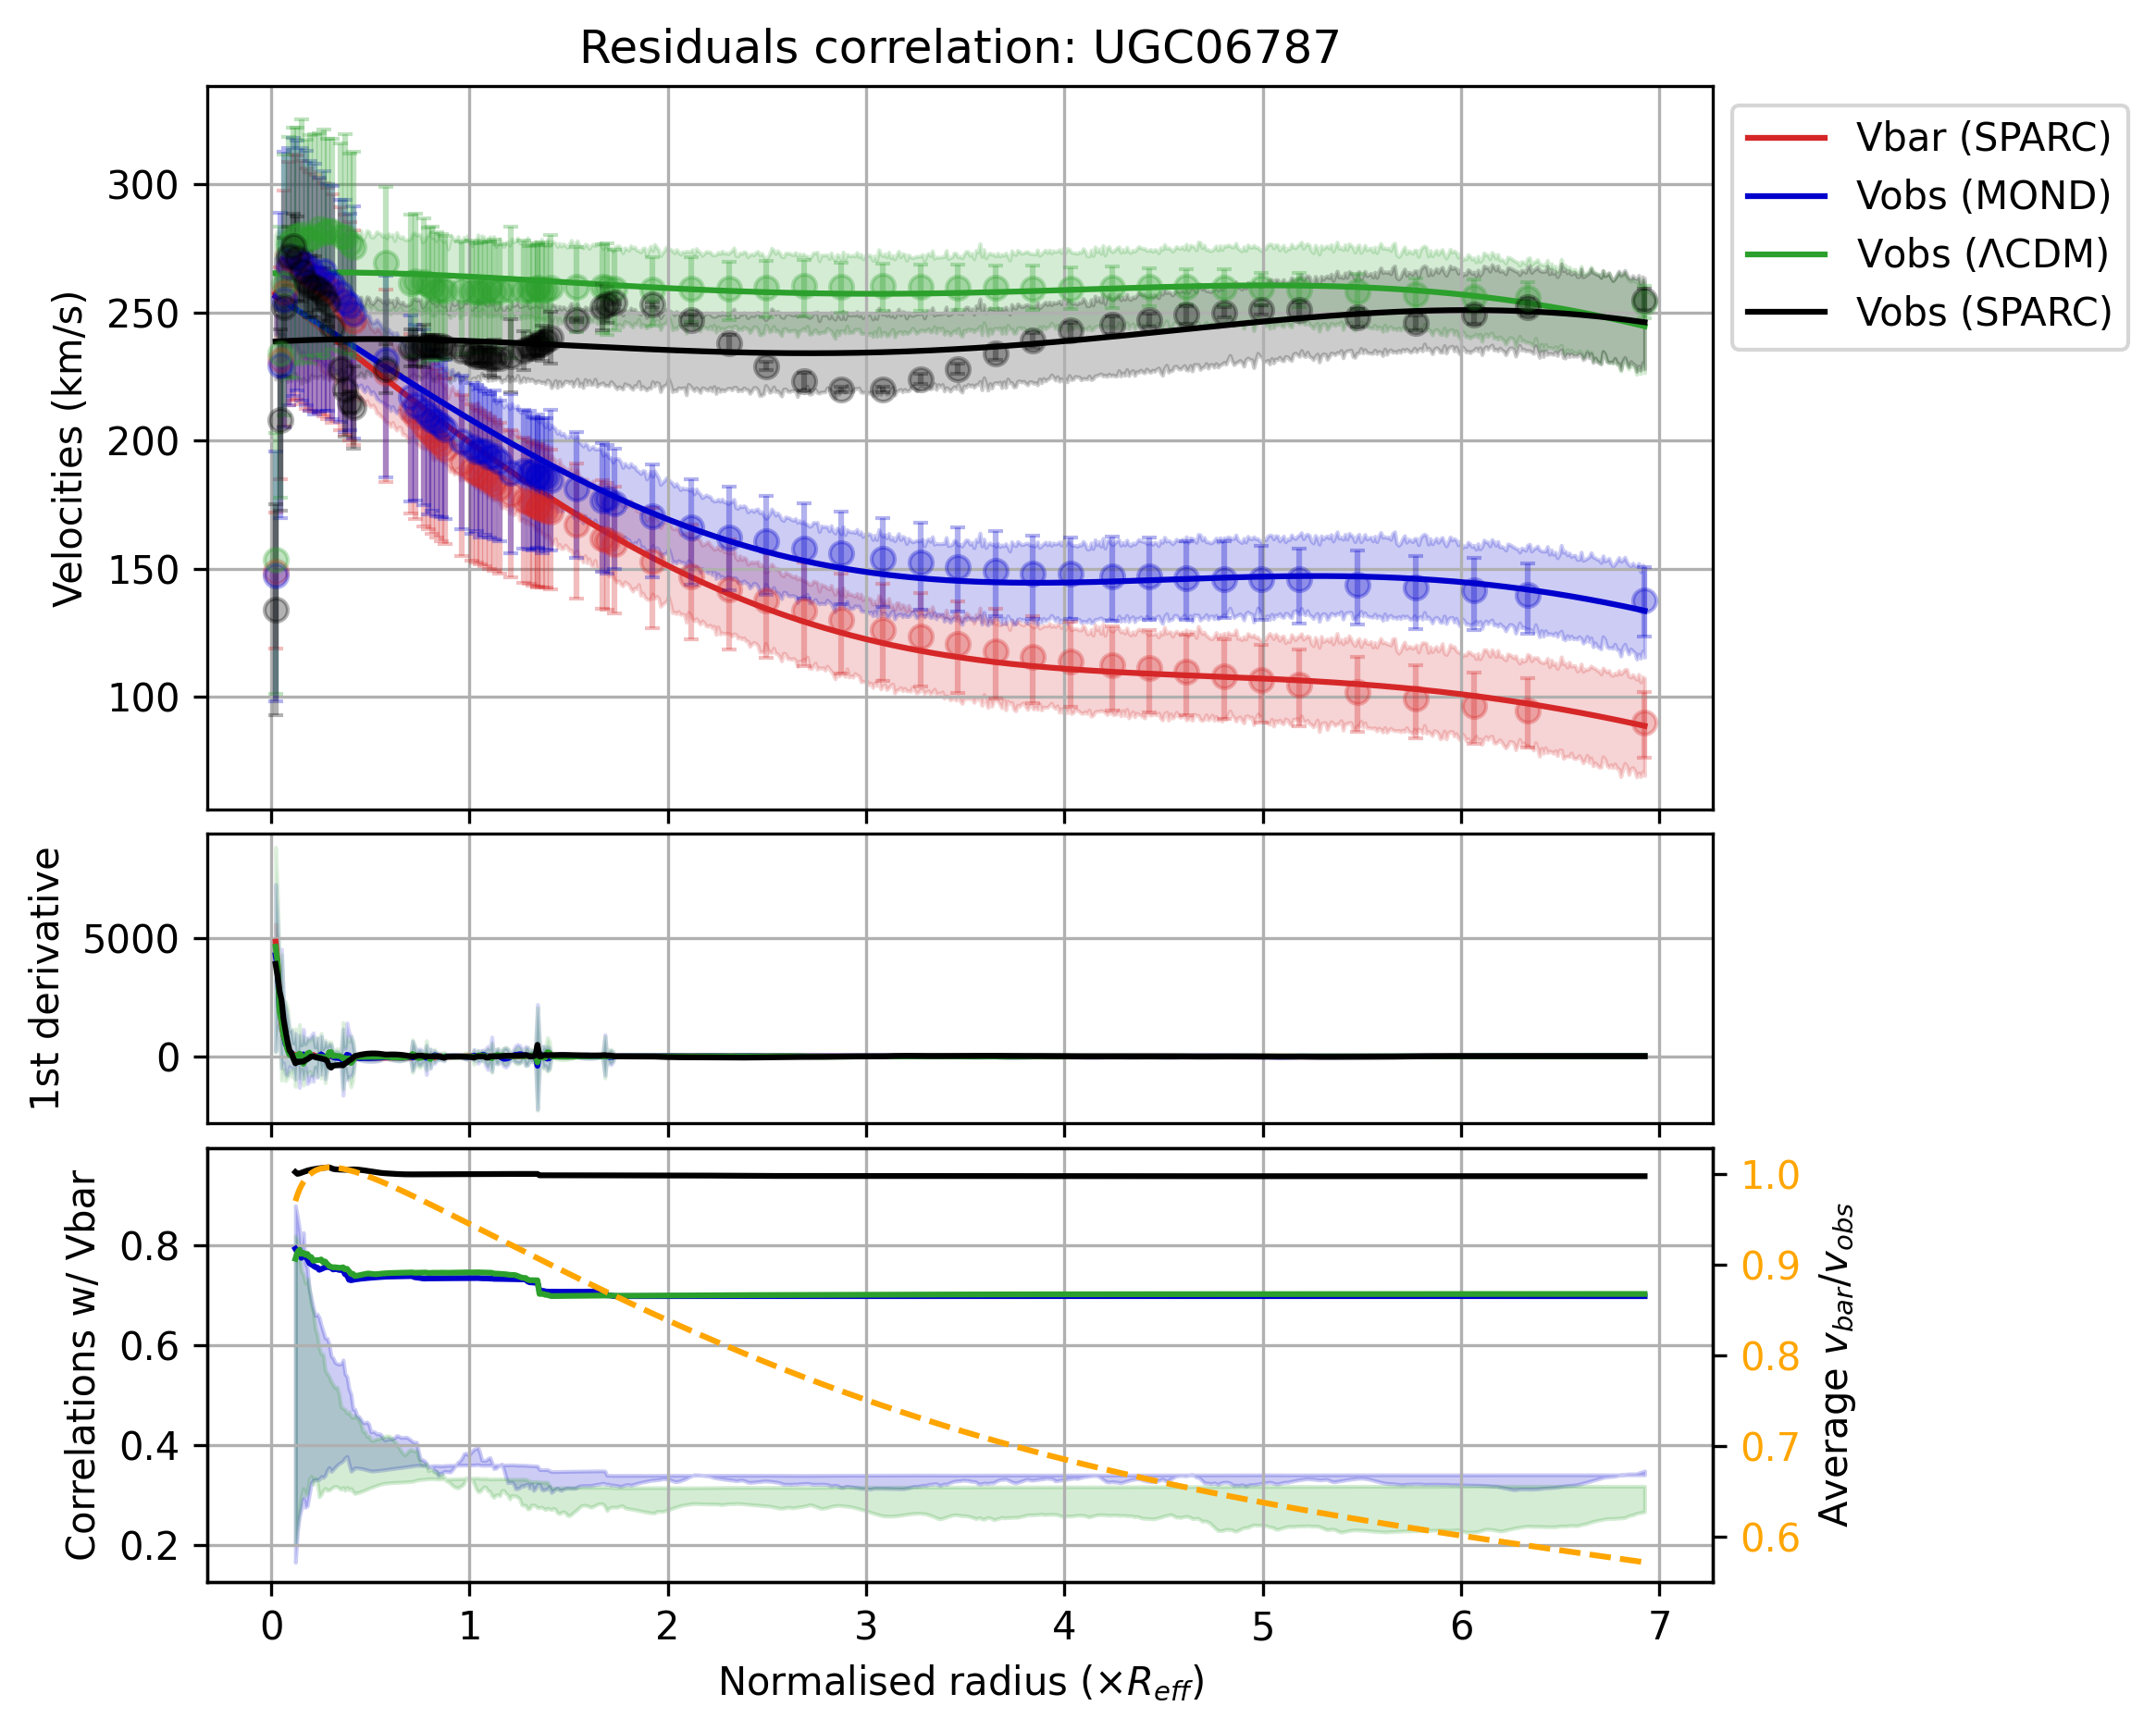 Residuals correlation: UGC06787
Velocities (km/s)
300
250
200
150
100
Vbar (SPARC)
Vobs (MOND)
Vobs (ΛCDM)
Vobs (SPARC)
1st derivative
5000
0
Correlations w/ Vbar
0.8
0.6
0.4
0.2
1.0
0.9
0.8
0.7
0.6
Average v_bar/v_obs
0 1 2 3 4 5 6 7
Normalised radius (×R_eff)